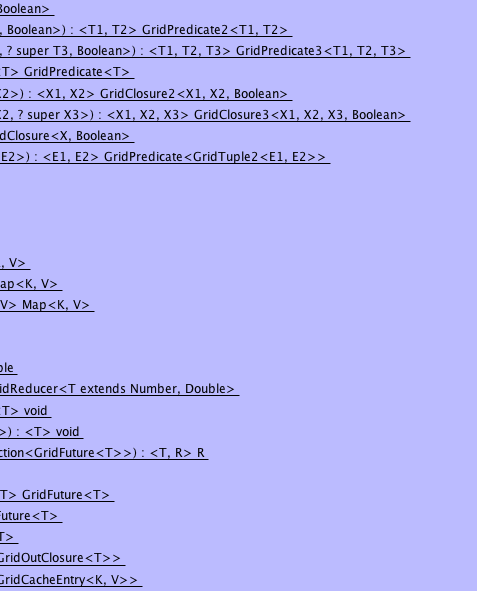 Boolean>
, Boolean>) : <T1, T2> GridPredicate2<T1, T2>
, ? super T3, Boolean>) : <T1, T2, T3> GridPredicate3<T1, T2, T3>
T> GridPredicate<T>
X2>) : <X1, X2> GridClosure2<X1, X2, Boolean>
X2, ? super X3>) : <X1, X2, X3> GridClosure3<X1, X2, X3, Boolean>
dClosure<X, Boolean>
E2>) : <E1, E2> GridPredicate<GridTuple2<E1, E2>>
, V>
ap<K, V>
V> Map<K, V>
ble
idReducer<T extends Number, Double>
T> void
>) : <T> void
ction<GridFuture<T>>) : <T, R> R
T> GridFuture<T>
Future<T>
T>
GridOutClosure<T>>
GridCacheEntry<K, V>>